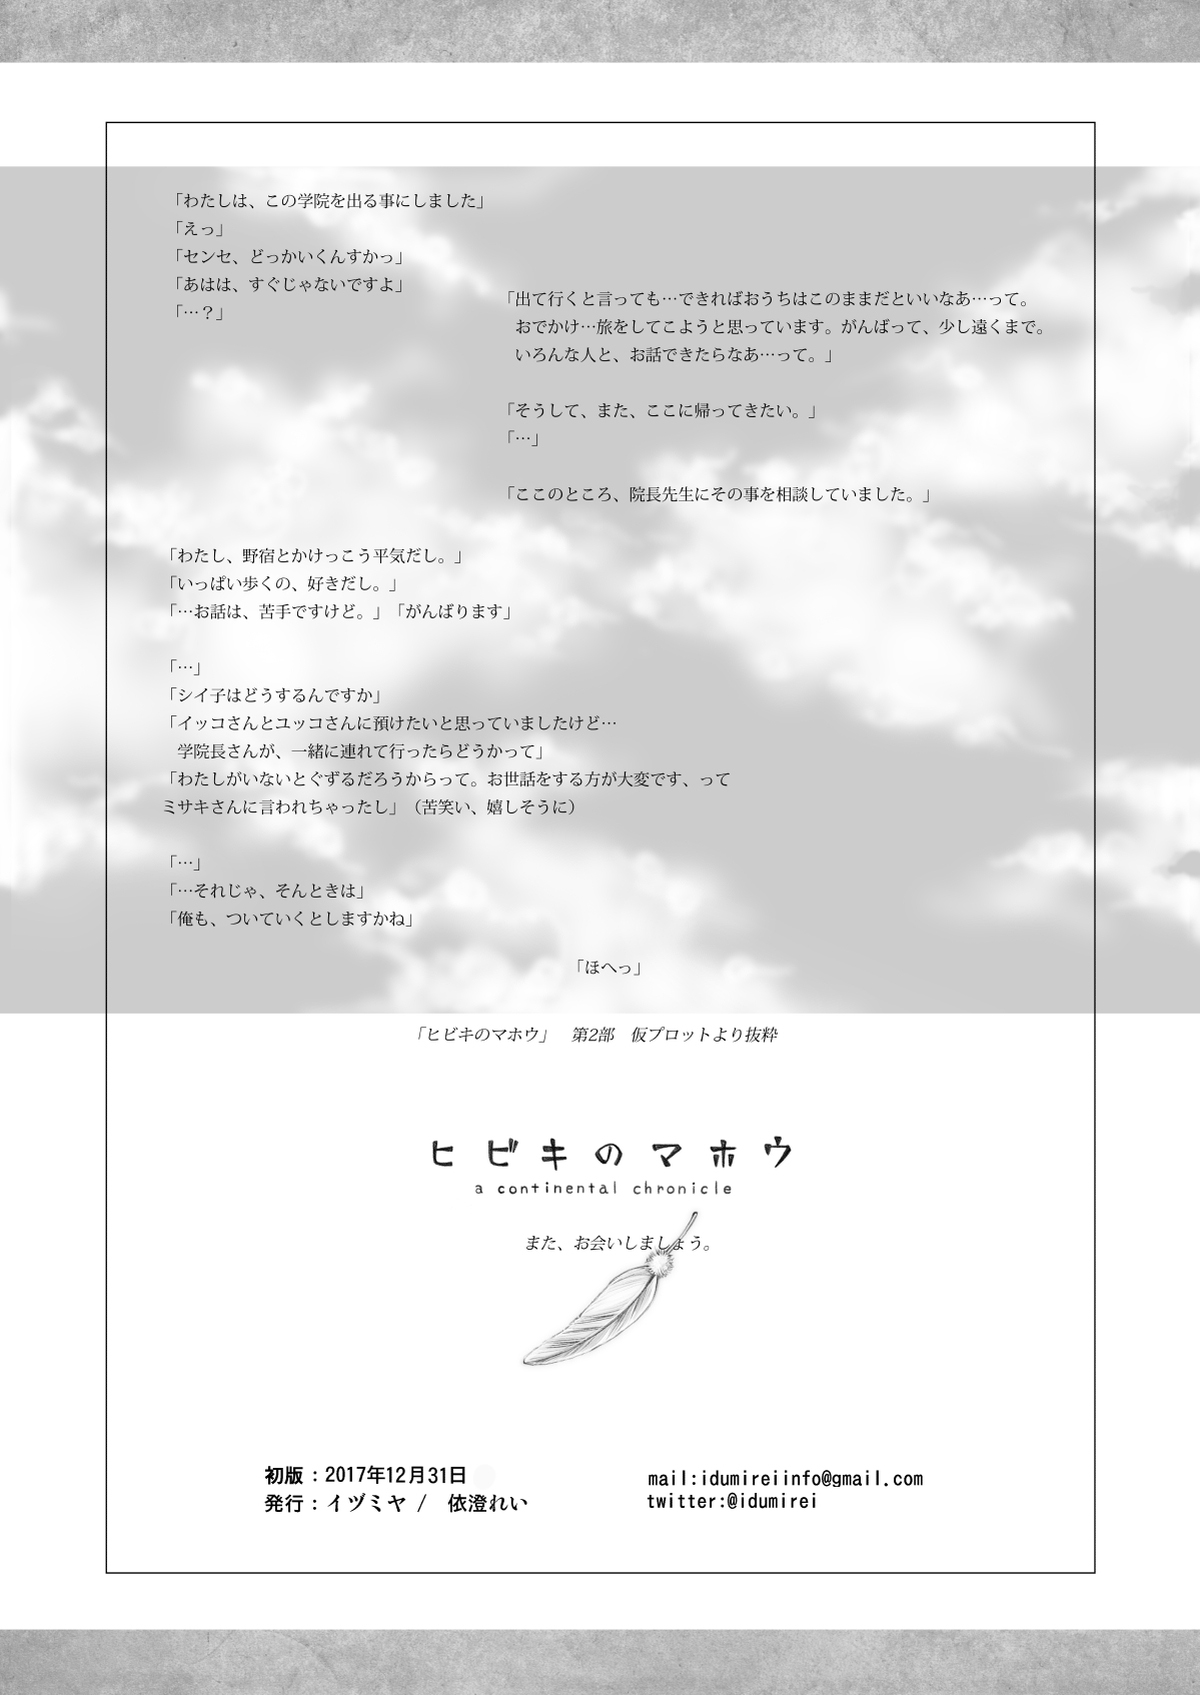 「わたしは、この学院を出る事にしました」
「えっ」
「センセ、どっかいくんすかっ」
「あはは、すぐじゃないですよ」
「…？」
「出て行くと言っても…できればおうちはこのままだといいなあ…って。
おでかけ…旅をしてこようと思っています。がんばって、少し遠くまで。
いろんな人と、お話できたらなあ…って。」
「そうして、また、ここに帰ってきたい。」
「…」
「ここのところ、院長先生にその事を相談していました。」
「わたし、野宿とかけっこう平気だし。」
「いっぱい歩くの、好きだし。」
「…お話は、苦手ですけど。」「がんばります」
「…」
「シイ子はどうするんですか」
「イッコさんとユッコさんに預けたいと思っていましたけど…
学院長さんが、一緒に連れて行ったらどうかって」
「わたしがいないとぐずるだろうからって。お世話をする方が大変です、って
ミサキさんに言われちゃったし」（苦笑い、嬉しそうに）
「…」
「…それじゃ、そんときは」
「俺も、ついていくとしますかね」
「ほへっ」
「ヒビキのマホウ」　第2部　仮プロットより抜粋
ヒビキのマホウ
a continental chronicle
また、お会いしましょう。
初版：2017年12月31日
発行：イヅミヤ /　依澄れい
mail:idumireiinfo@gmail.com
twitter:@idumirei